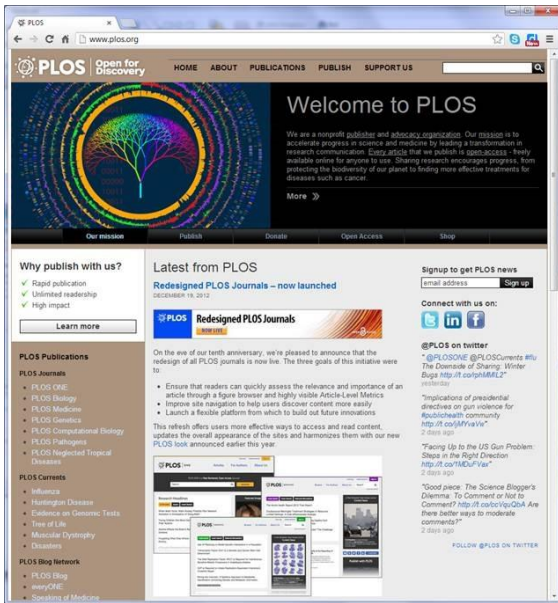 PLOS
www.plos.org
New
PLOS Open for Discovery
HOME ABOUT PUBLICATIONS PUBLISH SUPPORT US
Welcome to PLOS
We are a nonprofit publisher and advocacy organization. Our mission is to
accelerate progress in science and medicine by leading a transformation in
research communication. Every article that we publish is open-access - freely
available online for anyone to use. Sharing research encourages progress, from
protecting the biodiversity of our planet to finding more effective treatments for
diseases such as cancer.
More
Our mission Publish Donate Open Access Shop
Why publish with us?
Rapid publication
Unlimited readership
High impact
Learn more
PLOS Publications
PLOS Journals
PLOS ONE
PLOS Biology
PLOS Medicine
PLOS Genetics
PLOS Computational Biology
PLOS Pathogens
PLOS Neglected Tropical
Diseases
PLOS Currents
Influenza
Huntington Disease
Evidence on Genomic Tests
Tree of Life
Muscular Dystrophy
Disasters
PLOS Blog Network
PLOS Blog
everyONE
Speaking of Medicine
Latest from PLOS
Redesigned PLOS Journals – now launched
DECEMBER 19, 2012
PLOS Redesigned PLOS Journals
NOW LIVE
On the eve of our tenth anniversary, we're pleased to announce that the
redesign of all PLOS journals is now live. The three goals of this initiative were
to:
Ensure that readers can quickly assess the relevance and importance of an
article through a figure browser and highly visible Article-Level Metrics
Improve site navigation to help users discover content more easily
Launch a flexible platform from which to build out future innovations
This refresh offers users more effective ways to access and read content,
updates the overall appearance of the sites and harmonizes them with our new
PLOS look announced earlier this year.
Signup to get PLOS news
email address Sign up
Connect with us on:
@PLOS on twitter
".@PLOSONE @PLOSCurrents #flu
The Downside of Sharing: Winter
Bugs
yesterday
"Implications of presidential
directives on gun violence for
#publichealth community
2 days ago
"Facing Up to the US Gun Problem:
Steps in the Right Direction
2 days ago
"Good piece: The Science Blogger's
Dilemma: To Comment or Not to
Comment? Are
there better ways to moderate
comments?"
2 days ago
FOLLOW @PLOS ON TWITTER